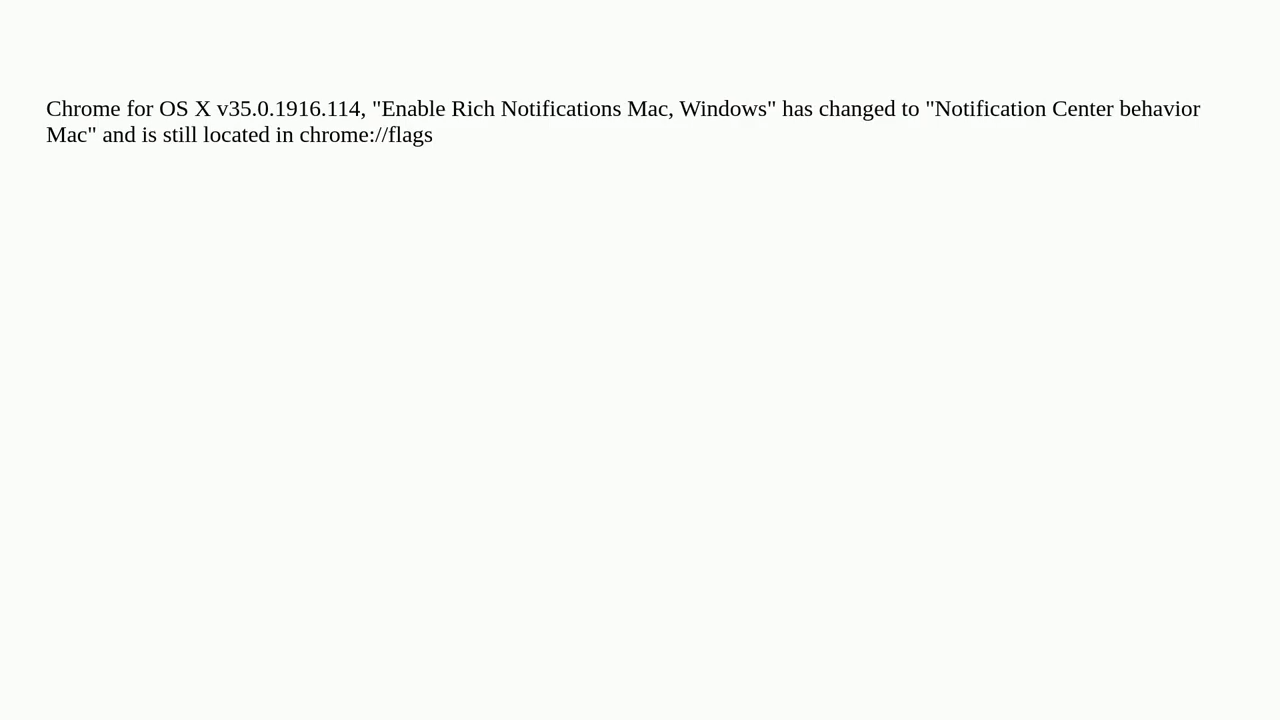 Chrome for OS X v35.0.1916.114, "Enable Rich Notifications Mac, Windows" has changed to "Notification Center behavior
Mac" and is still located in chrome://flags